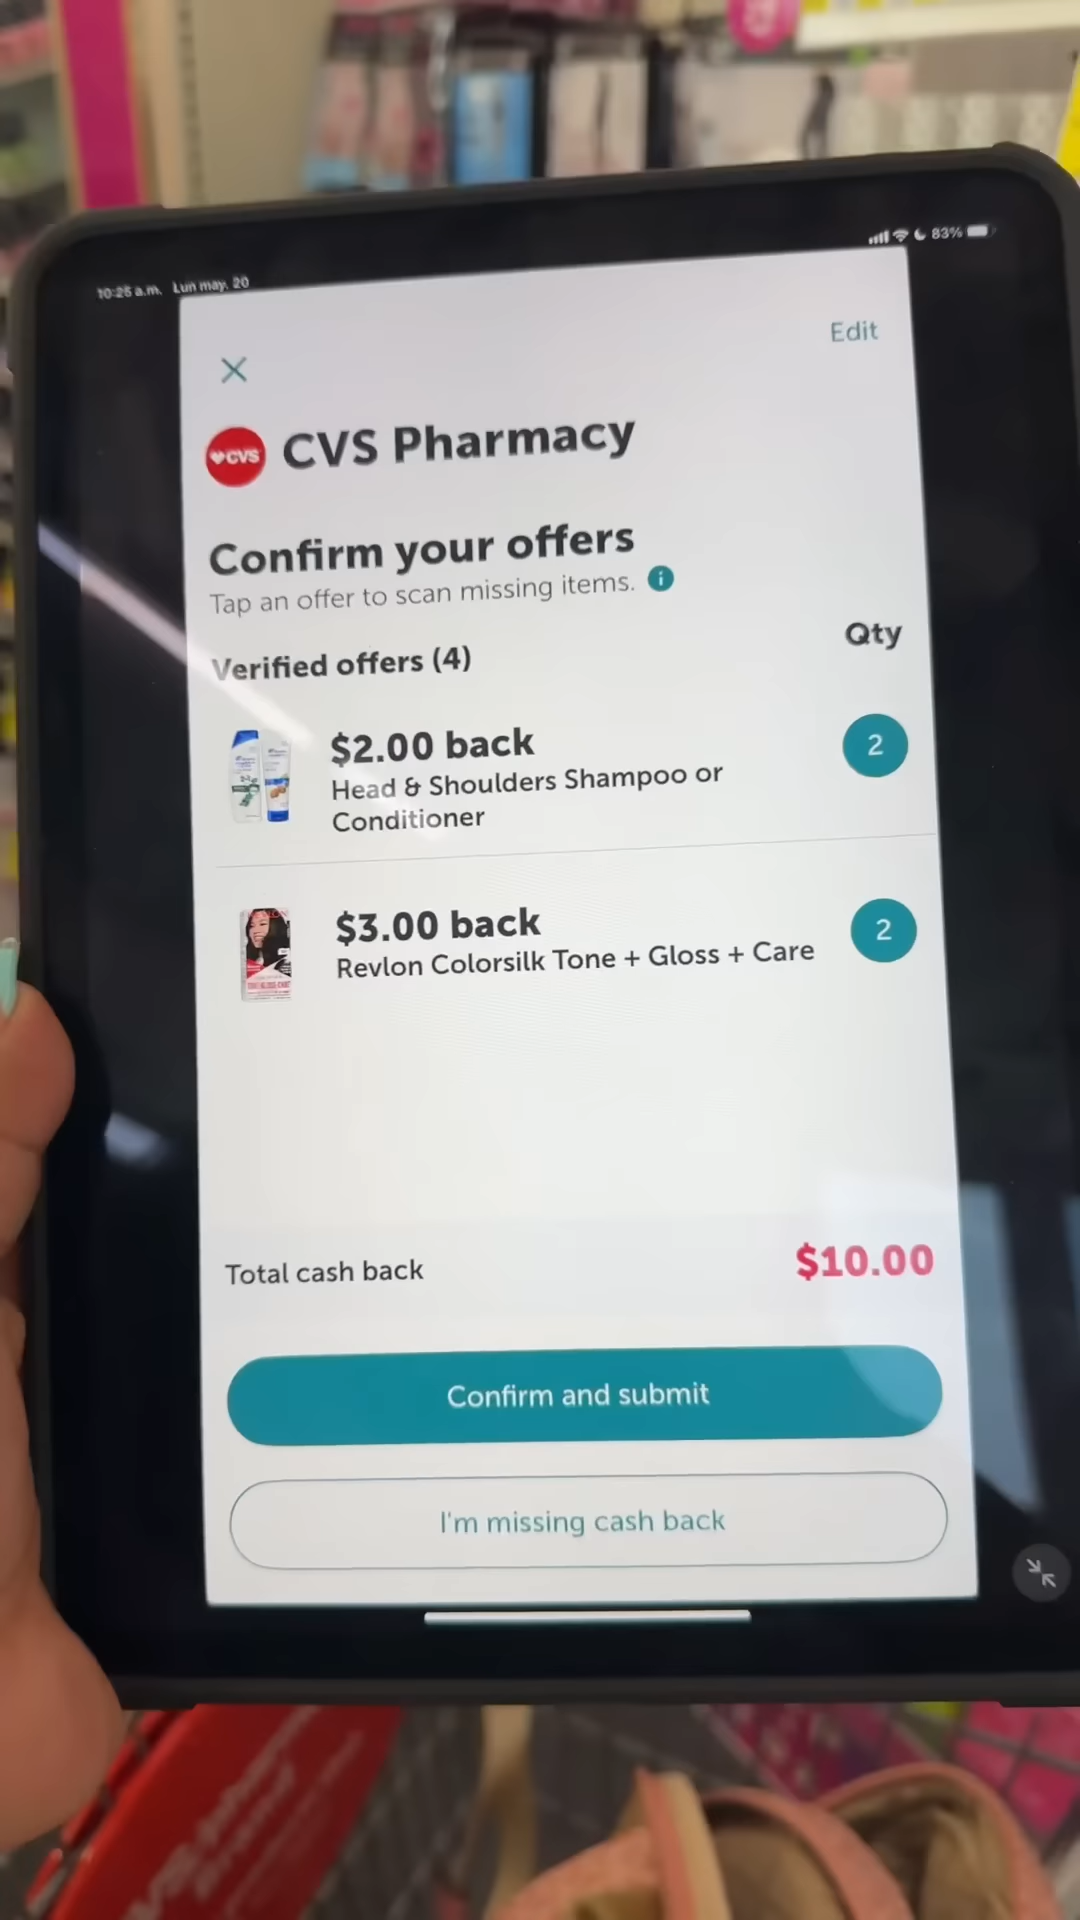 10:25 a.m. Lun may. 20
83%
Edit
CVS
CVS Pharmacy
Confirm your offers
Tap an offer to scan missing items.
Qty
Verified offers (4)
$2.00 back
2
Head & Shoulders Shampoo or
Conditioner
$3.00 back
2
Revlon Colorsilk Tone + Gloss + Care
Total cash back
$10.00
Confirm and submit
I'm missing cash back